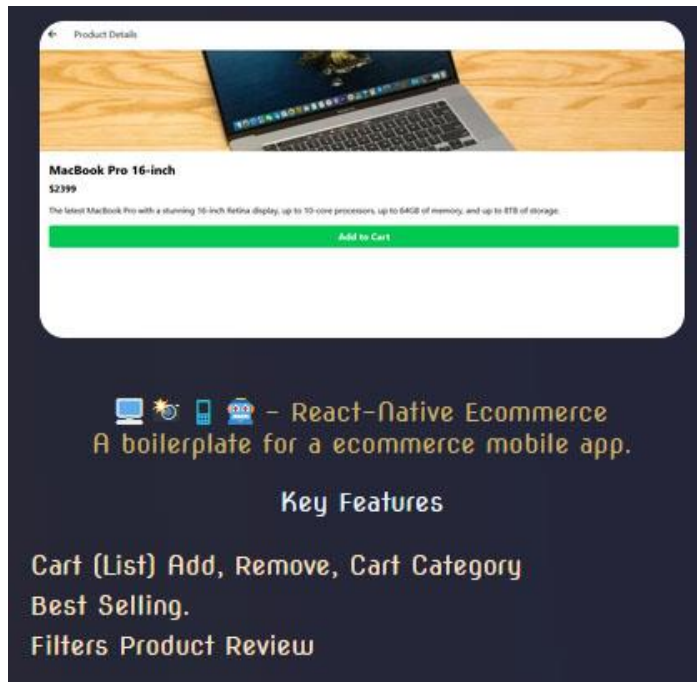 Product Details
MacBook Pro 16-inch
$2399
The latest MacBook Pro with a stunning 16-inch Retina display, up to 10-core processors, up to 64GB of memory, and up to 8TB of storage.
Add to Cart
– React-Native Ecommerce
A boilerplate for a ecommerce mobile app.
Key Features
Cart (List) Add, Remove, Cart Category
Best Selling.
Filters Product Review